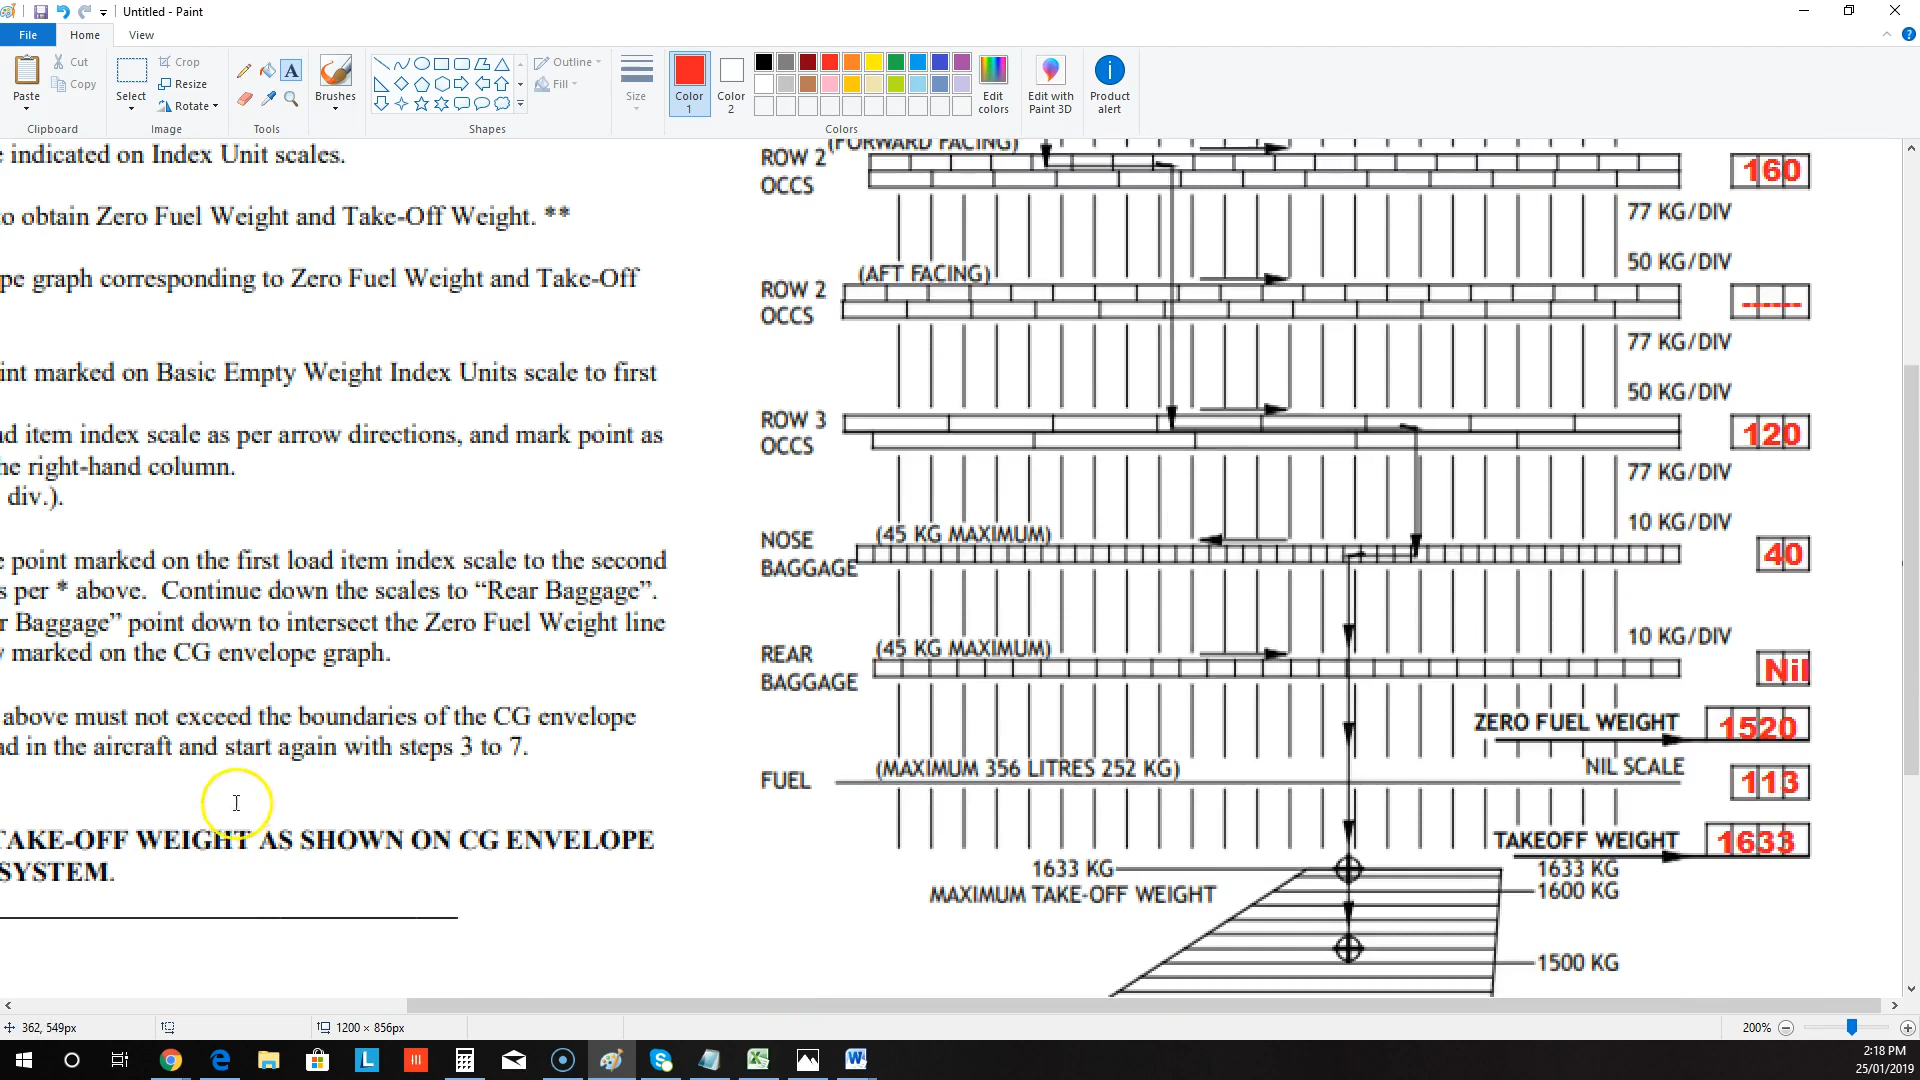 Untitled - Paint
File
Home
View
Paste
Cut
Copy
Clipboard
Select
Crop
Resize
Rotate
Image
Tools
Brushes
Shapes
Outline
Fill
Size
Color
1
Color
2
Edit
colors
Colors
Edit with
Paint 3D
Product
alert
e indicated on Index Unit scales.
to obtain Zero Fuel Weight and Take-Off Weight. **
pe graph corresponding to Zero Fuel Weight and Take-Off
int marked on Basic Empty Weight Index Units scale to first
d item index scale as per arrow directions, and mark point as
he right-hand column.
div.).
e point marked on the first load item index scale to the second
s per * above. Continue down the scales to “Rear Baggage”.
r Baggage” point down to intersect the Zero Fuel Weight line
y marked on the CG envelope graph.
above must not exceed the boundaries of the CG envelope
ad in the aircraft and start again with steps 3 to 7.
TAKE-OFF WEIGHT AS SHOWN ON CG ENVELOPE
SYSTEM.
(FORWARD FACING)
ROW 2
OCCS
160
77 KG/DIV
50 KG/DIV
(AFT FACING)
ROW 2
OCCS
------
77 KG/DIV
50 KG/DIV
ROW 3
OCCS
120
77 KG/DIV
10 KG/DIV
NOSE
BAGGAGE
(45 KG MAXIMUM)
40
10 KG/DIV
REAR
BAGGAGE
(45 KG MAXIMUM)
Nil
ZERO FUEL WEIGHT
1520
FUEL
(MAXIMUM 356 LITRES 252 KG)
NIL SCALE
113
TAKEOFF WEIGHT
1633
1633 KG
MAXIMUM TAKE-OFF WEIGHT
1633 KG
1600 KG
1500 KG
362, 549px
1200 × 856px
200%
2:18 PM
25/01/2019